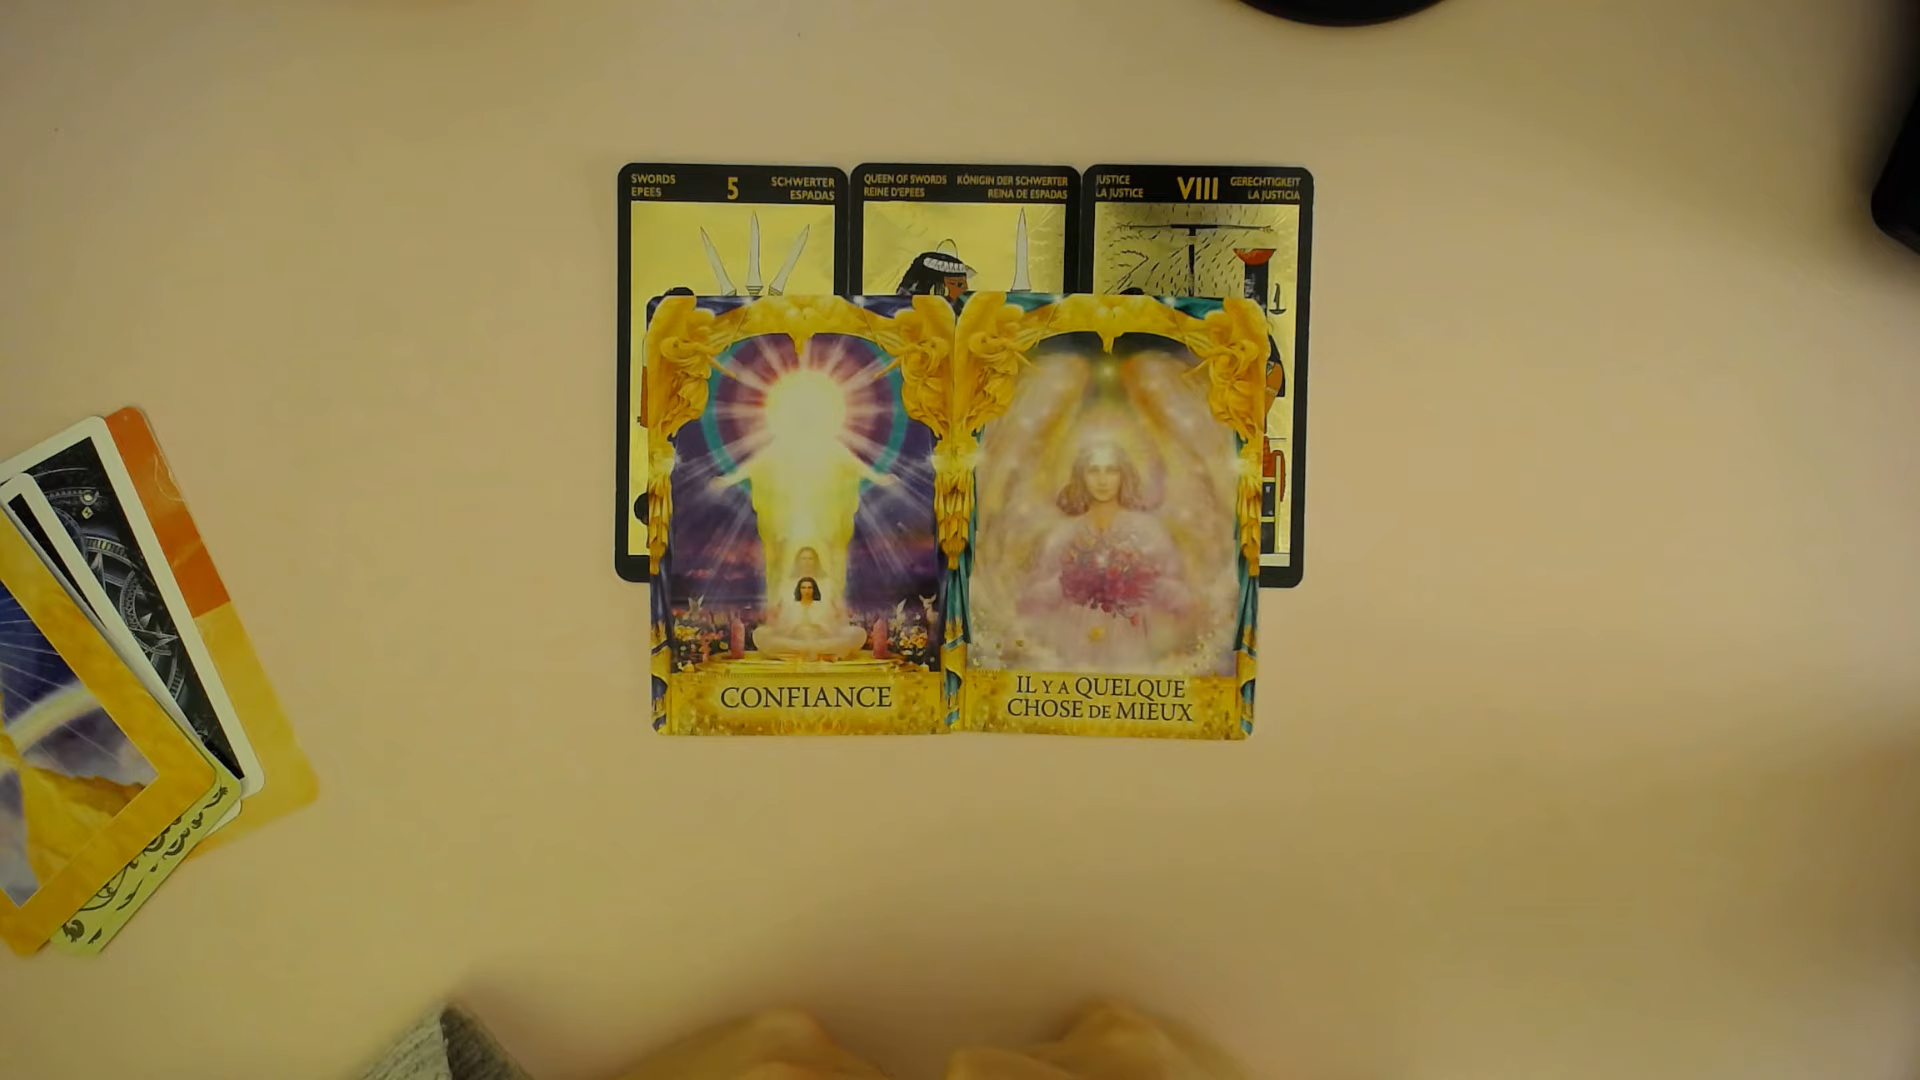 SWORDS
EPEES
5
SCHWERTER
ESPADAS
QUEEN OF SWORDS
REINE D'EPEES
KÖNIGIN DER SCHWERTER
REINA DE ESPADAS
JUSTICE
LA JUSTICE
VIII
GERECHTIGKEIT
LA JUSTICIA
CONFIANCE
IL Y A QUELQUE
CHOSE DE MIEUX